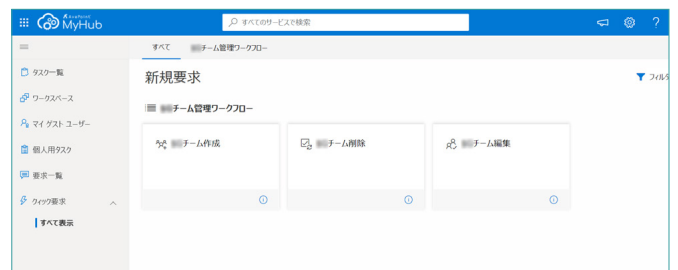 AvePoint
MyHub
すべてのサービスで検索
?
すべて
チーム管理ワークフロー
タスク一覧
新規要求
フィルタ
ワークスペース
チーム管理ワークフロー
マイ ゲスト ユーザー
チーム作成
チーム削除
チーム編集
個人用タスク
要求一覧
クイック要求
すべて表示